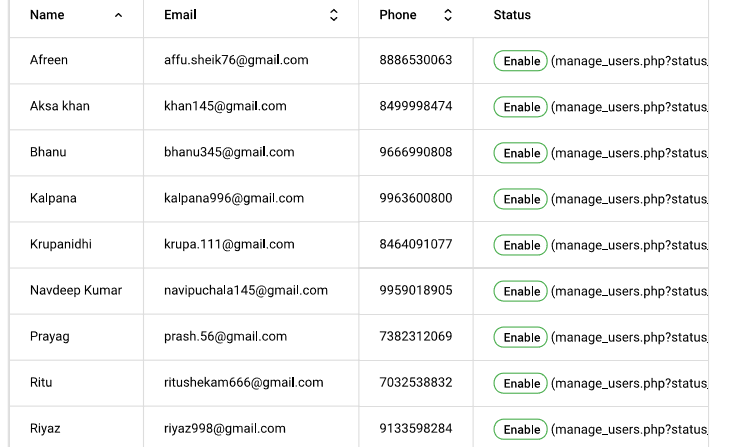 Name Email Phone Status
Afreen affu.sheik76@gmail.com 8886530063 Enable (manage_users.php?status_
Aksa khan khan145@gmail.com 8499998474 Enable (manage_users.php?status_
Bhanu bhanu345@gmail.com 9666990808 Enable (manage_users.php?status_
Kalpana kalpana996@gmail.com 9963600800 Enable (manage_users.php?status_
Krupanidhi krupa.111@gmail.com 8464091077 Enable (manage_users.php?status_
Navdeep Kumar navipuchala145@gmail.com 9959018905 Enable (manage_users.php?status_
Prayag prash.56@gmail.com 7382312069 Enable (manage_users.php?status_
Ritu ritushekam666@gmail.com 7032538832 Enable (manage_users.php?status_
Riyaz riyaz998@gmail.com 9133598284 Enable (manage_users.php?status_